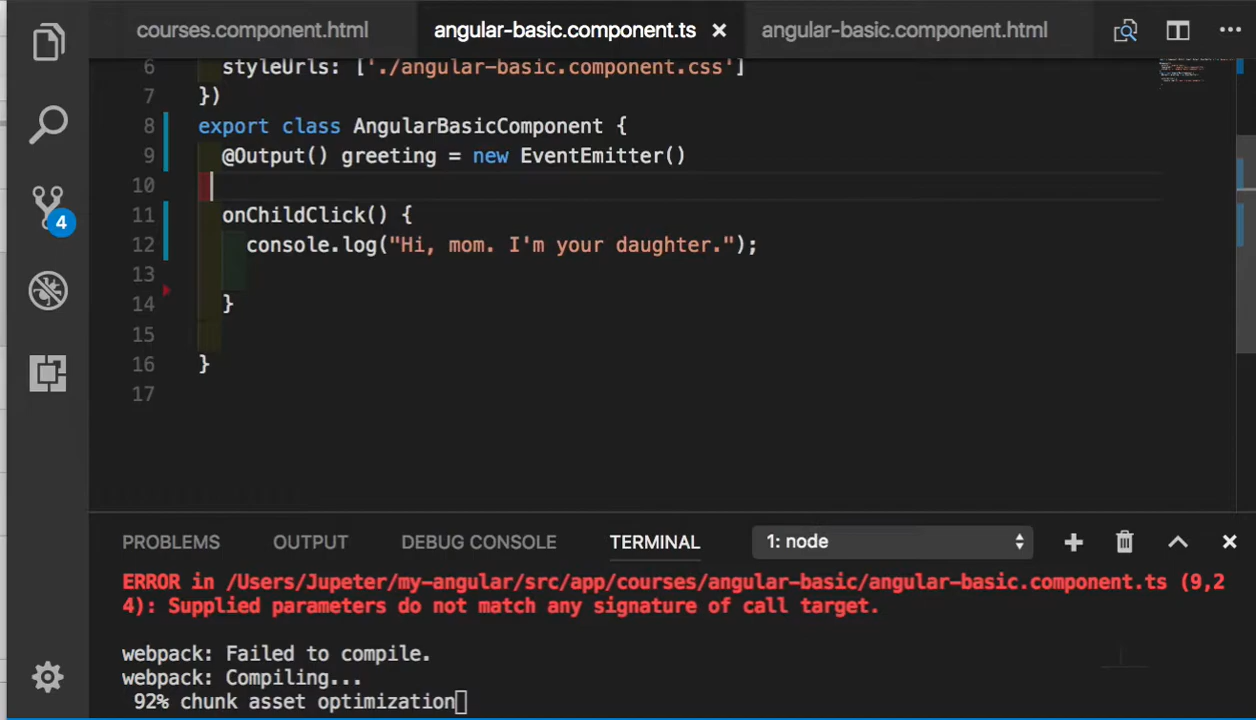 courses.component.html angular-basic.component.ts angular-basic.component.html
6 styleUrls: ['./angular-basic.component.css']
7 })
8 export class AngularBasicComponent {
9 @Output() greeting = new EventEmitter()
10
11 onChildClick() {
12 console.log("Hi, mom. I'm your daughter.");
13
14 }
15
16 }
17
4
PROBLEMS OUTPUT DEBUG CONSOLE TERMINAL 1: node
ERROR in /Users/Jupeter/my-angular/src/app/courses/angular-basic/angular-basic.component.ts (9,2
4): Supplied parameters do not match any signature of call target.
webpack: Failed to compile.
webpack: Compiling...
92% chunk asset optimization